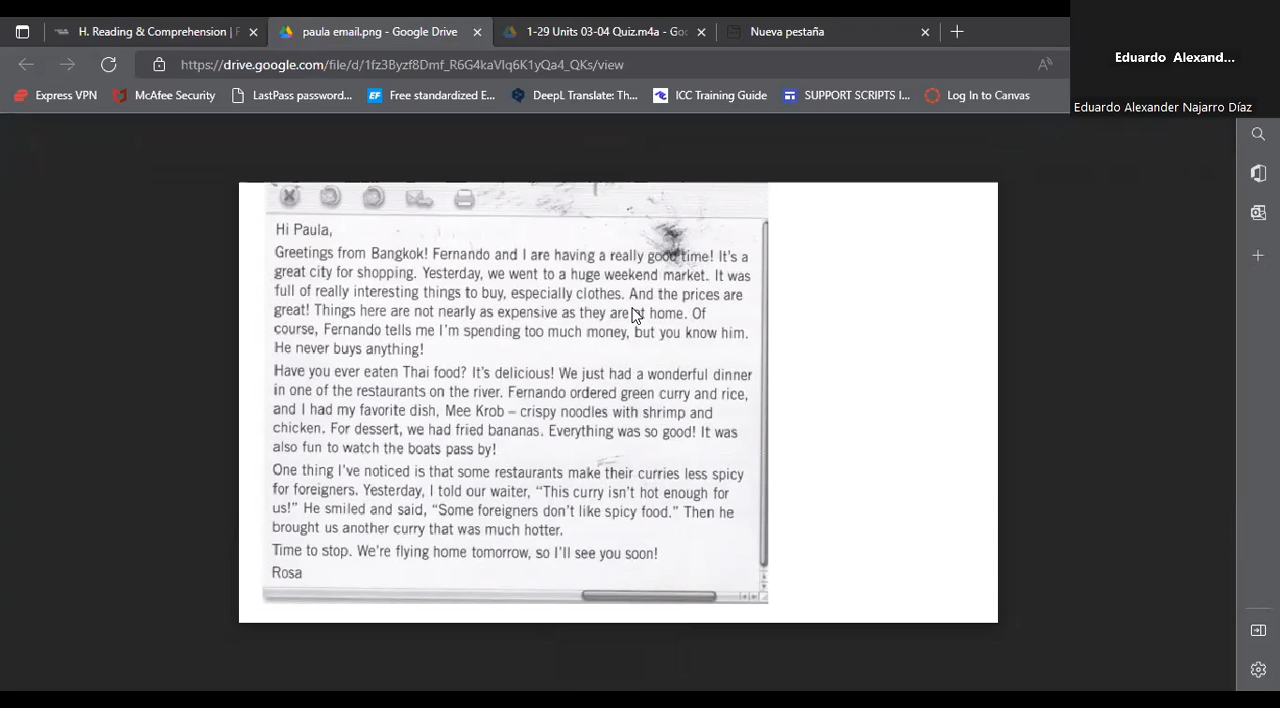 H. Reading & Comprehension | F
paula email.png - Google Drive
1-29 Units 03-04 Quiz.m4a - Goo
Nueva pestaña
Eduardo Alexand...
https://drive.google.com/file/d/1fz3Byzf8Dmf_R6G4kaVIq6K1yQa4_QKs/view
Express VPN
McAfee Security
LastPass password...
EF Free standardized E...
DeepL Translate: Th...
ICC Training Guide
SUPPORT SCRIPTS I...
Log In to Canvas
Eduardo Alexander Najarro Díaz
Hi Paula,
Greetings from Bangkok! Fernando and I are having a really good time! It's a
great city for shopping. Yesterday, we went to a huge weekend market. It was
full of really interesting things to buy, especially clothes. And the prices are
great! Things here are not nearly as expensive as they are at home. Of
course, Fernando tells me I'm spending too much money, but you know him.
He never buys anything!
Have you ever eaten Thai food? It's delicious! We just had a wonderful dinner
in one of the restaurants on the river. Fernando ordered green curry and rice,
and I had my favorite dish, Mee Krob – crispy noodles with shrimp and
chicken. For dessert, we had fried bananas. Everything was so good! It was
also fun to watch the boats pass by!
One thing I've noticed is that some restaurants make their curries less spicy
for foreigners. Yesterday, I told our waiter, "This curry isn't hot enough for
us!" He smiled and said, "Some foreigners don't like spicy food." Then he
brought us another curry that was much hotter.
Time to stop. We're flying home tomorrow, so I'll see you soon!
Rosa